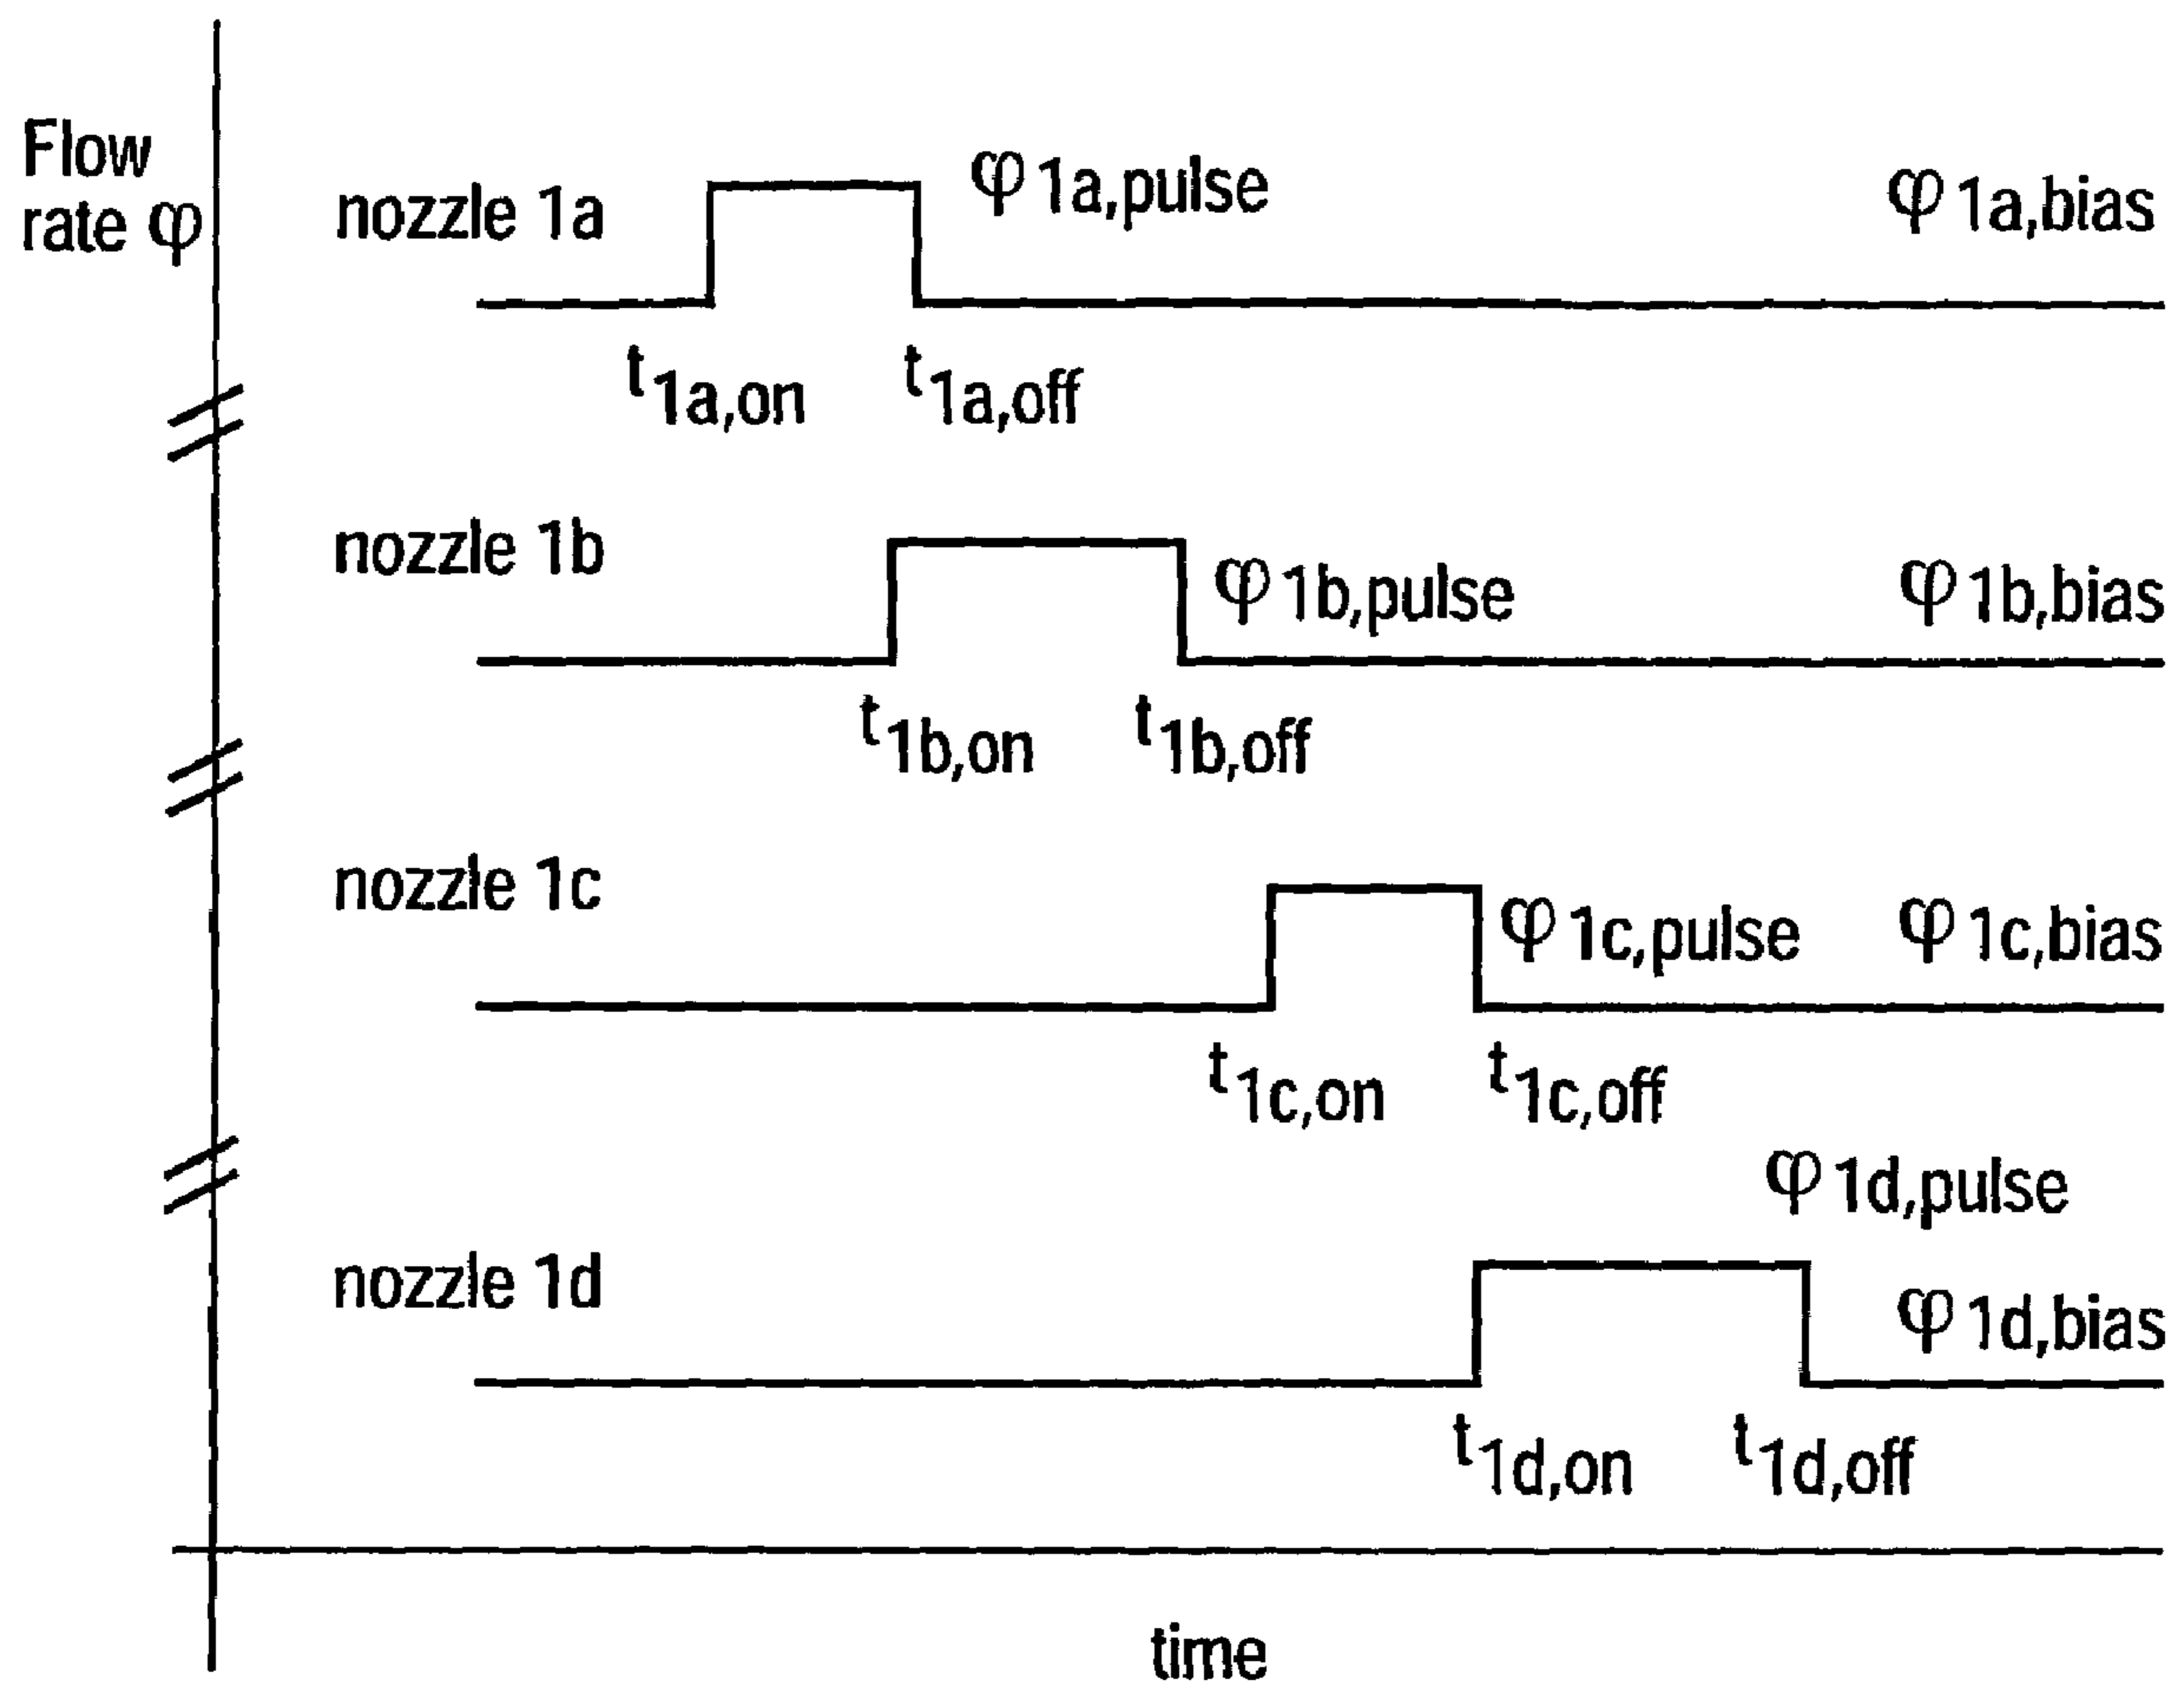 Flow
rate φ
nozzle 1a
φ 1a,pulse
φ 1a,bias
t1a,on
t1a,off
nozzle 1b
φ 1b,pulse
φ 1b,bias
t1b,on
t1b,off
nozzle 1c
φ 1c,pulse
φ 1c,bias
t1c,on
t1c,off
φ 1d,pulse
nozzle 1d
φ 1d,bias
t1d,on
t1d,off
time